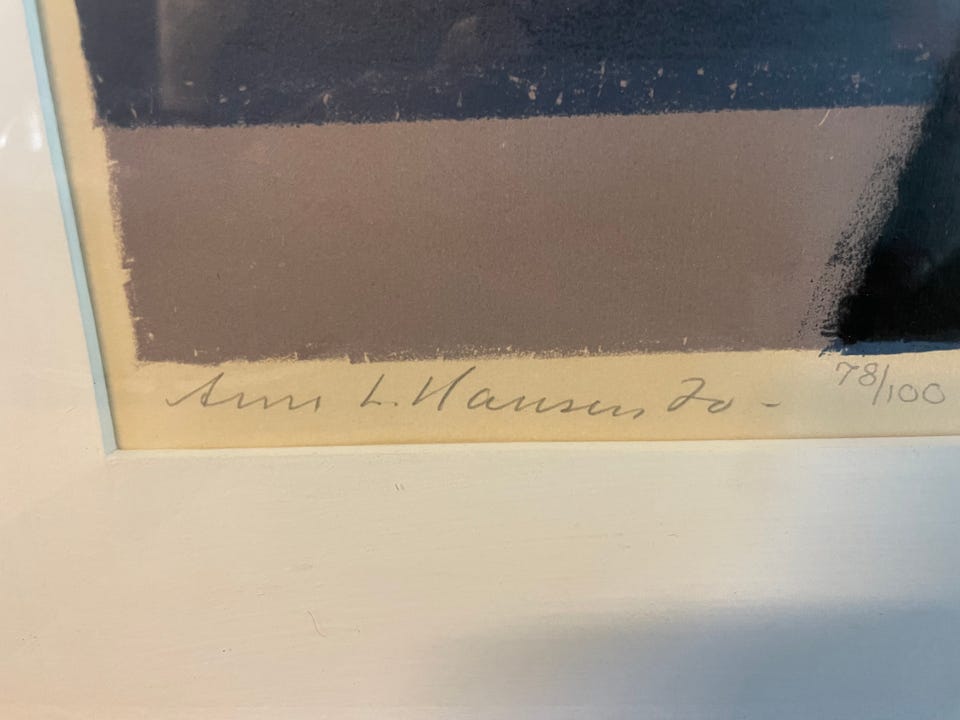 Arne L. Hansen 70 - 78/100